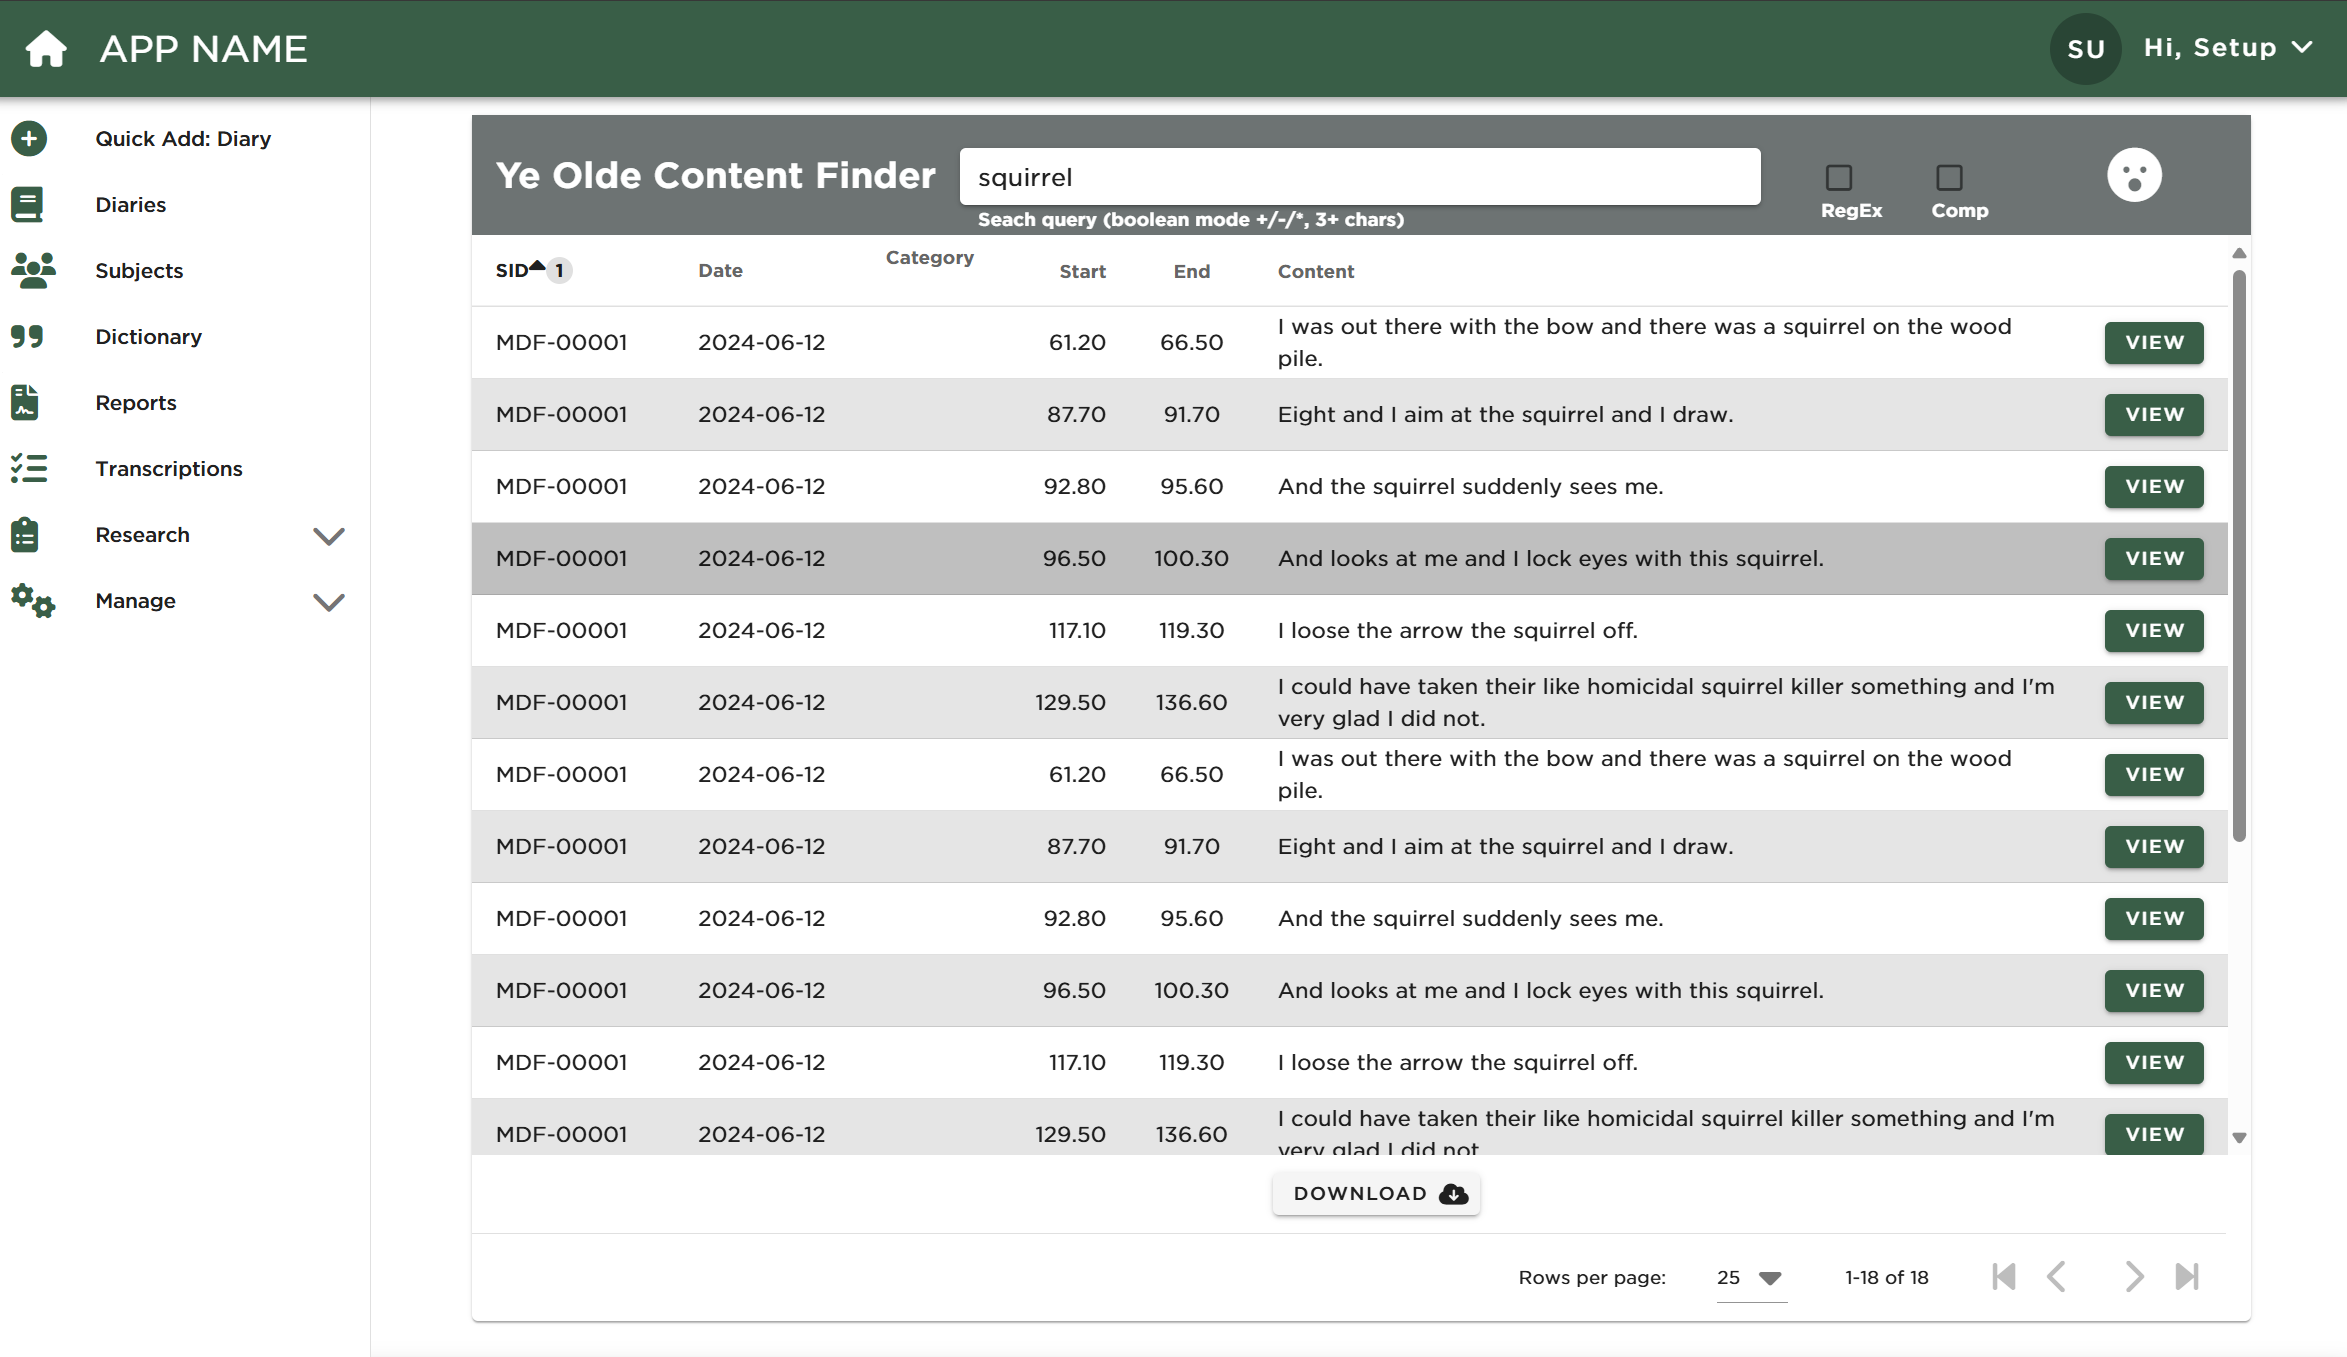 APP NAME
SU
Hi, Setup
Quick Add: Diary
Diaries
Subjects
Dictionary
Reports
Transcriptions
Research
Manage
Ye Olde Content Finder
squirrel
Seach query (boolean mode +/-/*, 3+ chars)
RegEx
Comp
SID 1 Date Category Start End Content
MDF-00001 2024-06-12 61.20 66.50 I was out there with the bow and there was a squirrel on the wood
pile.
VIEW
MDF-00001 2024-06-12 87.70 91.70 Eight and I aim at the squirrel and I draw. VIEW
MDF-00001 2024-06-12 92.80 95.60 And the squirrel suddenly sees me. VIEW
MDF-00001 2024-06-12 96.50 100.30 And looks at me and I lock eyes with this squirrel. VIEW
MDF-00001 2024-06-12 117.10 119.30 I loose the arrow the squirrel off. VIEW
MDF-00001 2024-06-12 129.50 136.60 I could have taken their like homicidal squirrel killer something and I'm
very glad I did not.
VIEW
MDF-00001 2024-06-12 61.20 66.50 I was out there with the bow and there was a squirrel on the wood
pile.
VIEW
MDF-00001 2024-06-12 87.70 91.70 Eight and I aim at the squirrel and I draw. VIEW
MDF-00001 2024-06-12 92.80 95.60 And the squirrel suddenly sees me. VIEW
MDF-00001 2024-06-12 96.50 100.30 And looks at me and I lock eyes with this squirrel. VIEW
MDF-00001 2024-06-12 117.10 119.30 I loose the arrow the squirrel off. VIEW
MDF-00001 2024-06-12 129.50 136.60 I could have taken their like homicidal squirrel killer something and I'm
very glad I did not
VIEW
DOWNLOAD
Rows per page: 25 1-18 of 18